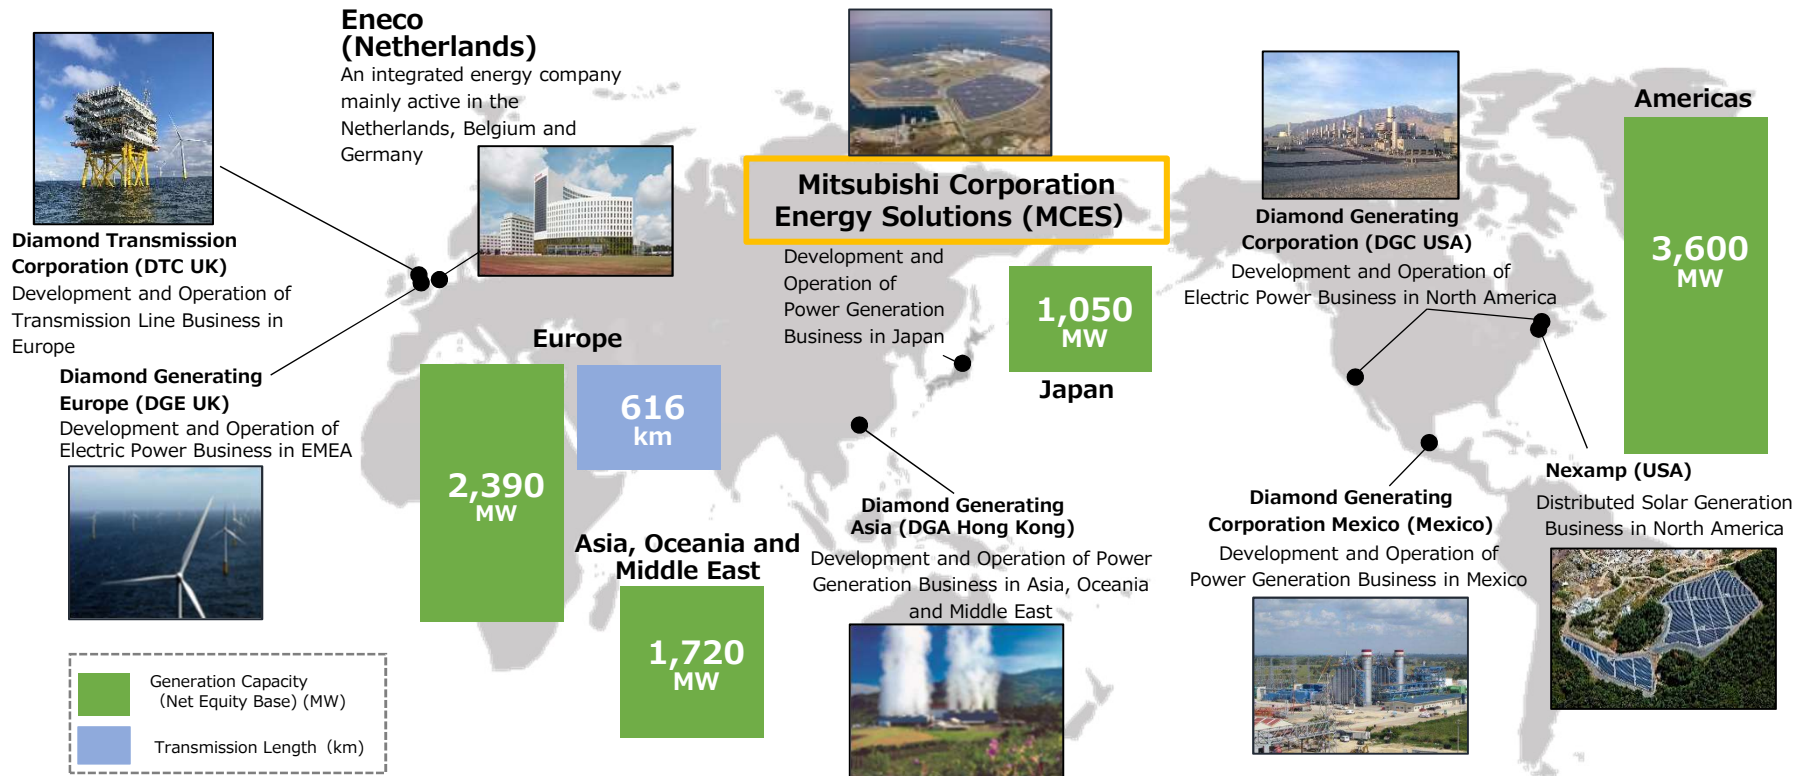 Eneco
(Netherlands)
An integrated energy company
mainly active in the
Netherlands, Belgium and
Germany
Diamond Transmission
Corporation (DTC UK)
Development and Operation of
Transmission Line Business in
Europe
Diamond Generating
Europe (DGE UK)
Development and Operation of
Electric Power Business in EMEA
Europe
2,390
MW
616
km
Asia, Oceania and
Middle East
1,720
MW
Mitsubishi Corporation
Energy Solutions (MCES)
Development and
Operation of
Power Generation
Business in Japan
1,050
MW
Japan
Diamond Generating
Asia (DGA Hong Kong)
Development and Operation of Power
Generation Business in Asia, Oceania
and Middle East
Diamond Generating
Corporation (DGC USA)
Development and Operation of
Electric Power Business in North America
Americas
3,600
MW
Diamond Generating
Corporation Mexico (Mexico)
Development and Operation of
Power Generation Business in Mexico
Nexamp (USA)
Distributed Solar Generation
Business in North America
Generation Capacity
（Net Equity Base) (MW)
Transmission Length（km)